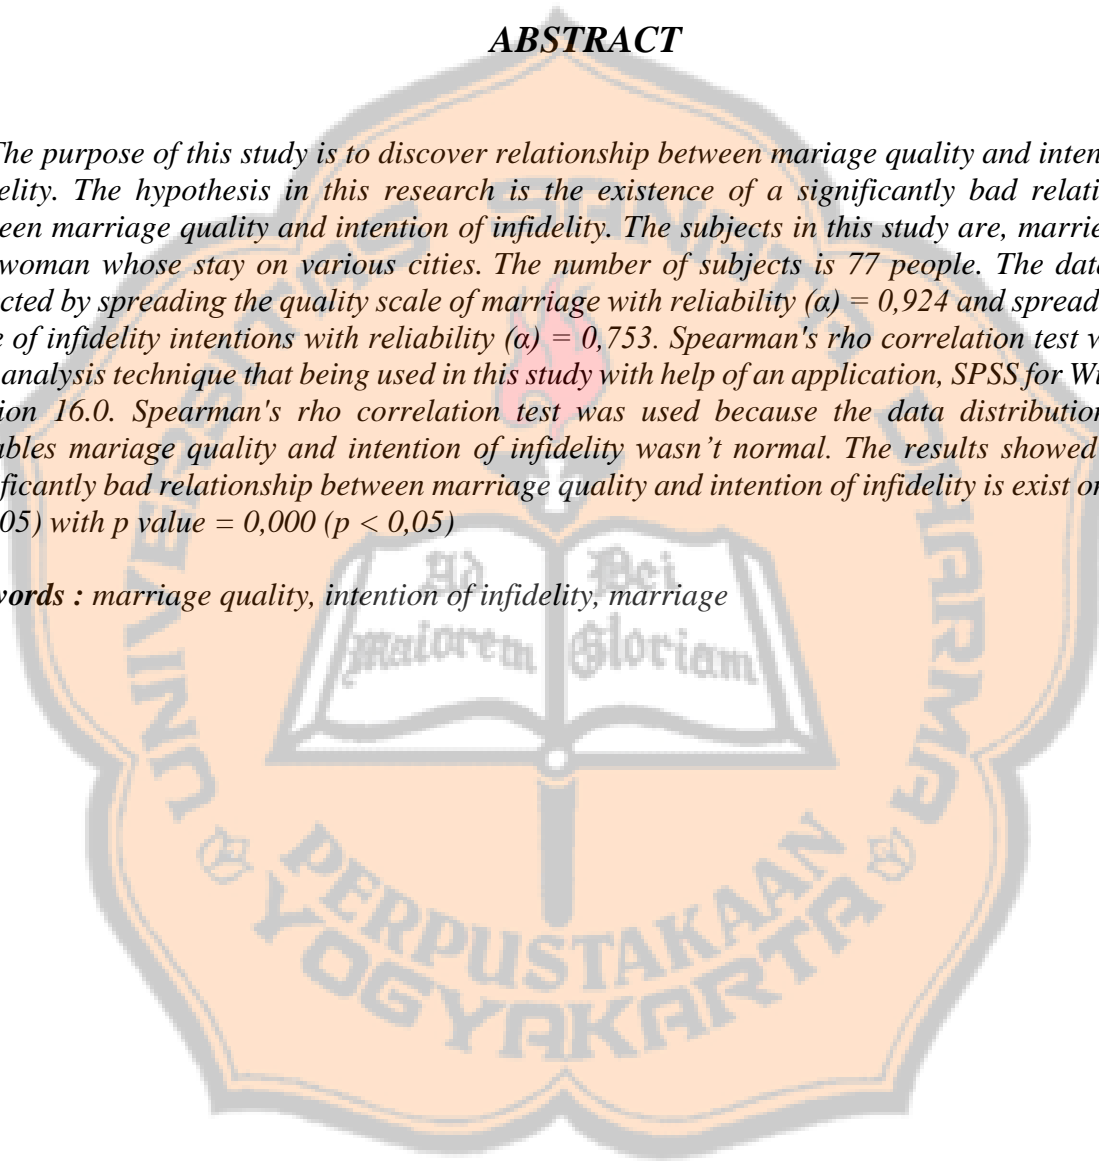 ABSTRACT
The purpose of this study is to discover relationship between mariage quality and inten
elity. The hypothesis in this research is the existence of a significantly bad relati
een marriage quality and intention of infidelity. The subjects in this study are, marrie
woman whose stay on various cities. The number of subjects is 77 people. The data
cted by spreading the quality scale of marriage with reliability (α) = 0,924 and spread
e of infidelity intentions with reliability (α) = 0,753. Spearman's rho correlation test w
analysis technique that being used in this study with help of an application, SPSS for Wi
ion 16.0. Spearman's rho correlation test was used because the data distribution
ables mariage quality and intention of infidelity wasn't normal. The results showed
ficantly bad relationship between marriage quality and intention of infidelity is exist or
05) with p value = 0,000 (p < 0,05)
words : marriage quality, intention of infidelity, marriage
UNIVERSITAS SANATA DHARMA
Ad Dei
maiorem Gloriam
PERPUSTAKAAN
YOGYAKARTA